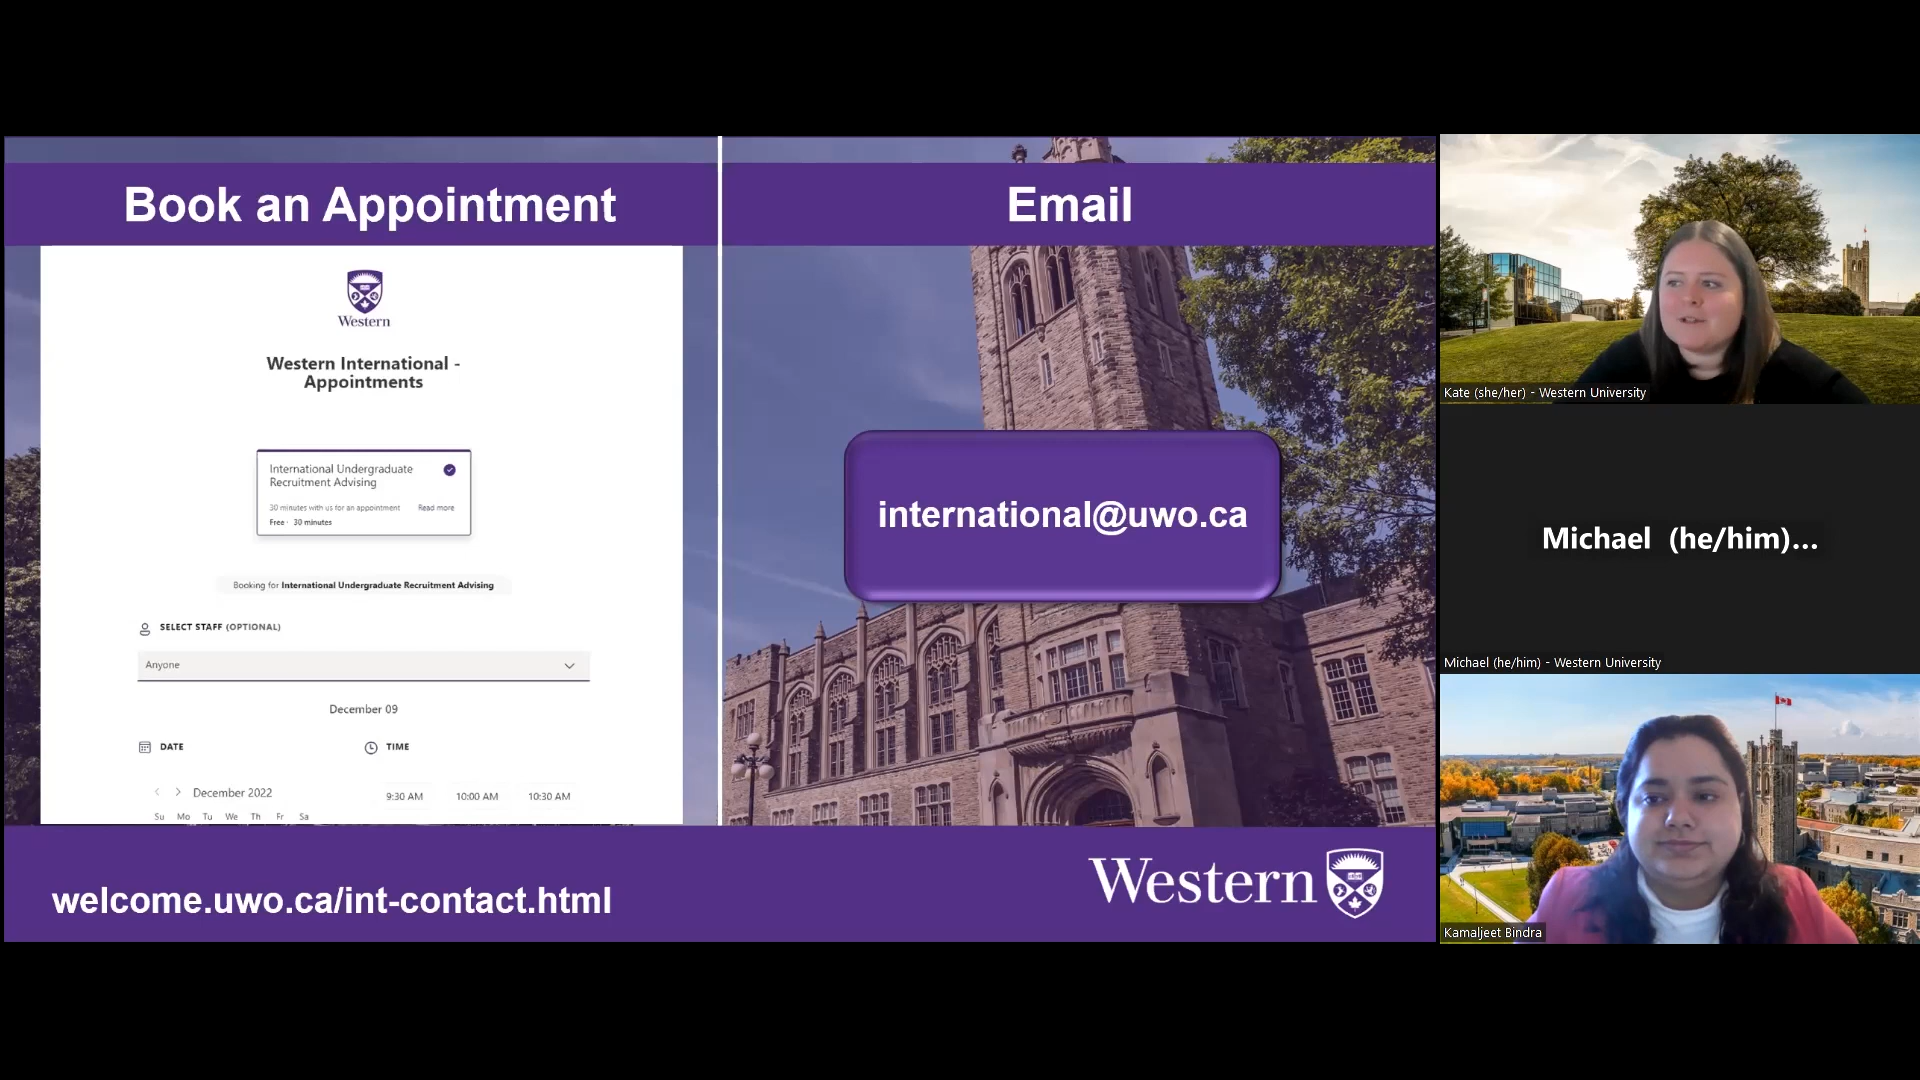 Book an Appointment
Western
Western International -
Appointments
International Undergraduate
Recruitment Advising
30 minutes with us for an appointment Read more
Free · 30 minutes
Booking for International Undergraduate Recruitment Advising
SELECT STAFF (OPTIONAL)
Anyone
December 09
DATE
TIME
December 2022
9:30 AM 10:00 AM 10:30 AM
Su Mo Tu We Th Fr Sa
Email
international@uwo.ca
welcome.uwo.ca/int-contact.html
Western
Kate (she/her) - Western University
Michael (he/him)...
Michael (he/him) - Western University
Kamaljeet Bindra